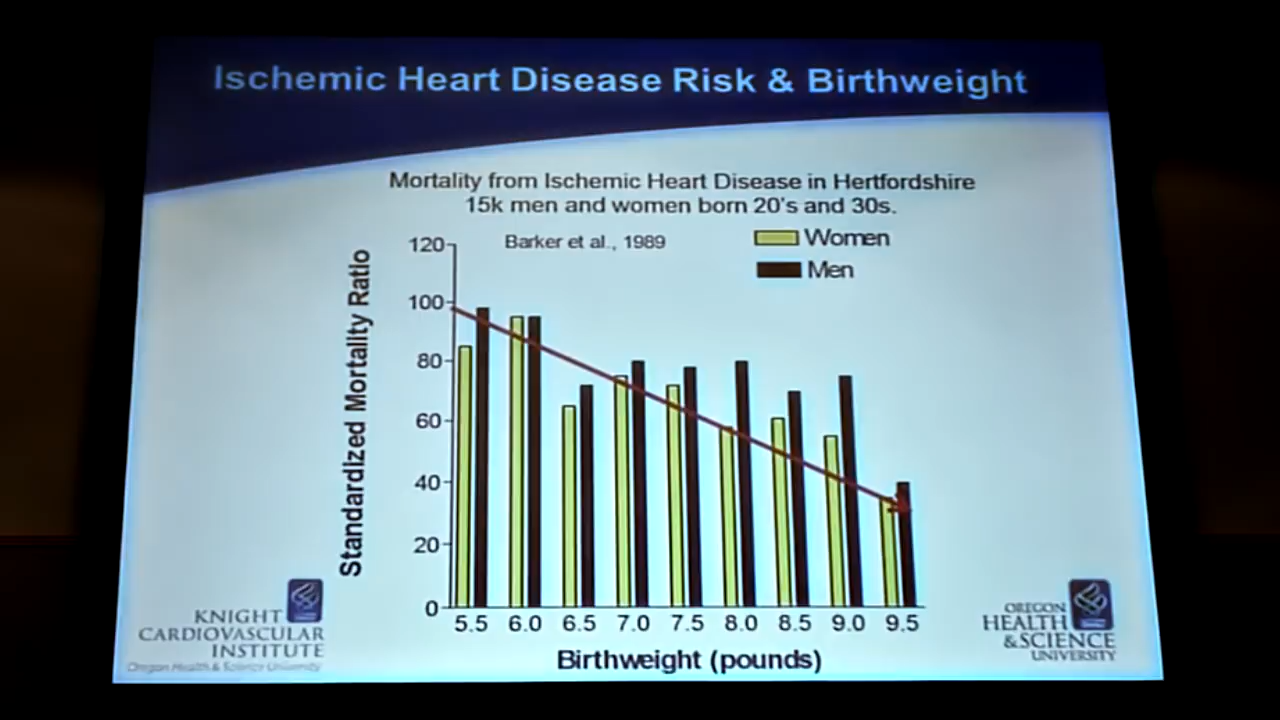 Ischemic Heart Disease Risk & Birthweight
Mortality from Ischemic Heart Disease in Hertfordshire
15k men and women born 20's and 30s.
Barker et al., 1989
Women
Men
Standardized Mortality Ratio
120
100
80
60
40
20
0
5.5 6.0 6.5 7.0 7.5 8.0 8.5 9.0 9.5
Birthweight (pounds)
KNIGHT
CARDIOVASCULAR
INSTITUTE
Oregon Health & Science University
OREGON
HEALTH
&SCIENCE
UNIVERSITY